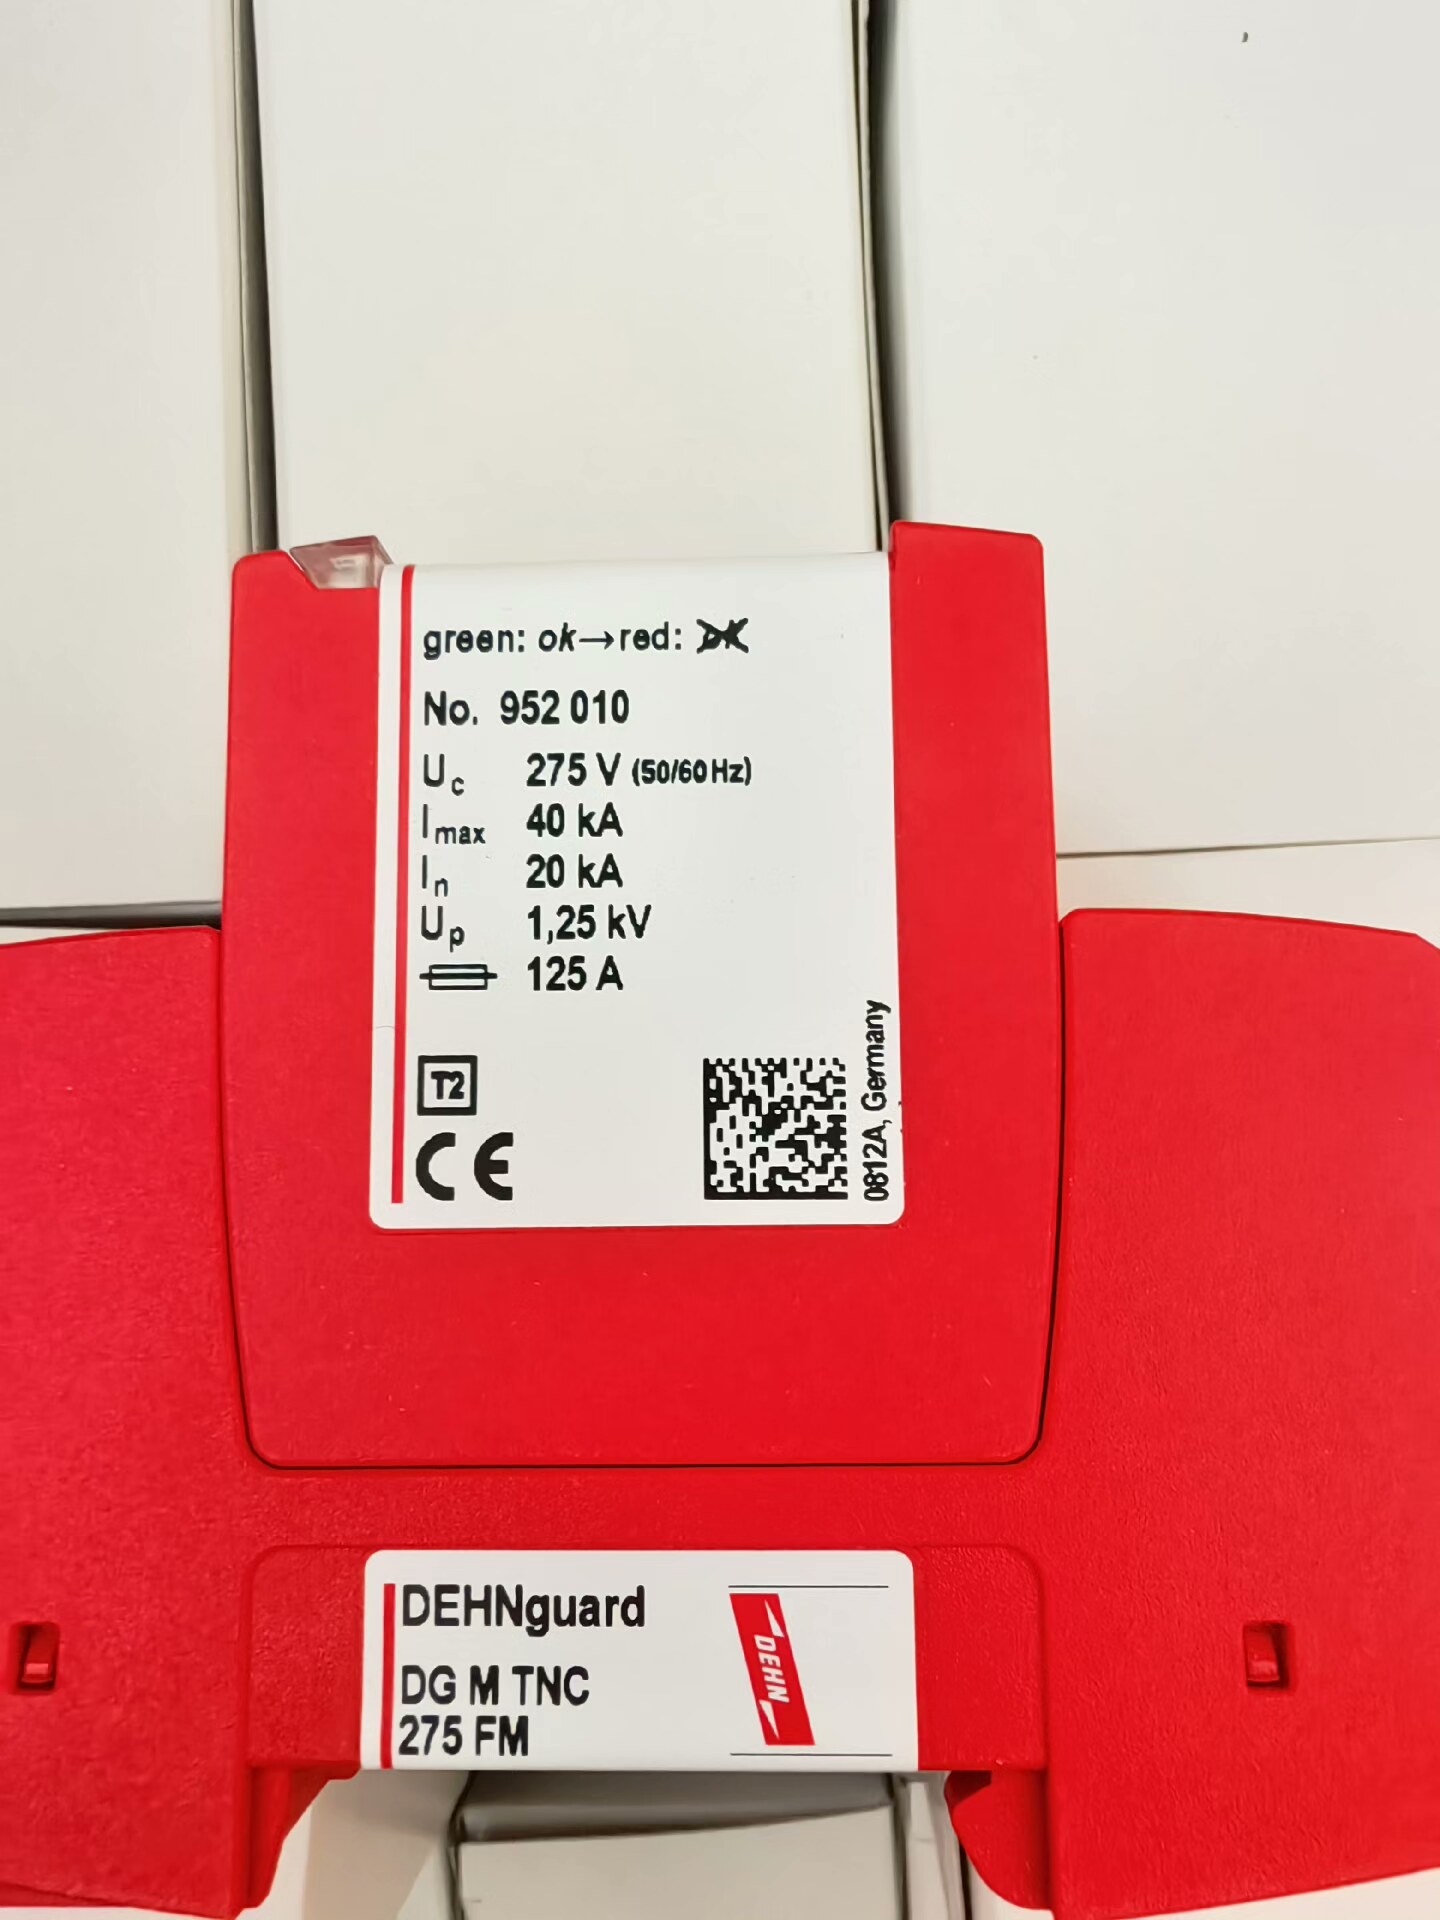 green: ok→red: ok
No. 952 010
Uc 275 V (50/60 Hz)
Imax 40 kA
In 20 kA
Up 1,25 kV
125 A
T2
CE
0812A, Germany
DEHNguard
DG M TNC
275 FM
DEHN